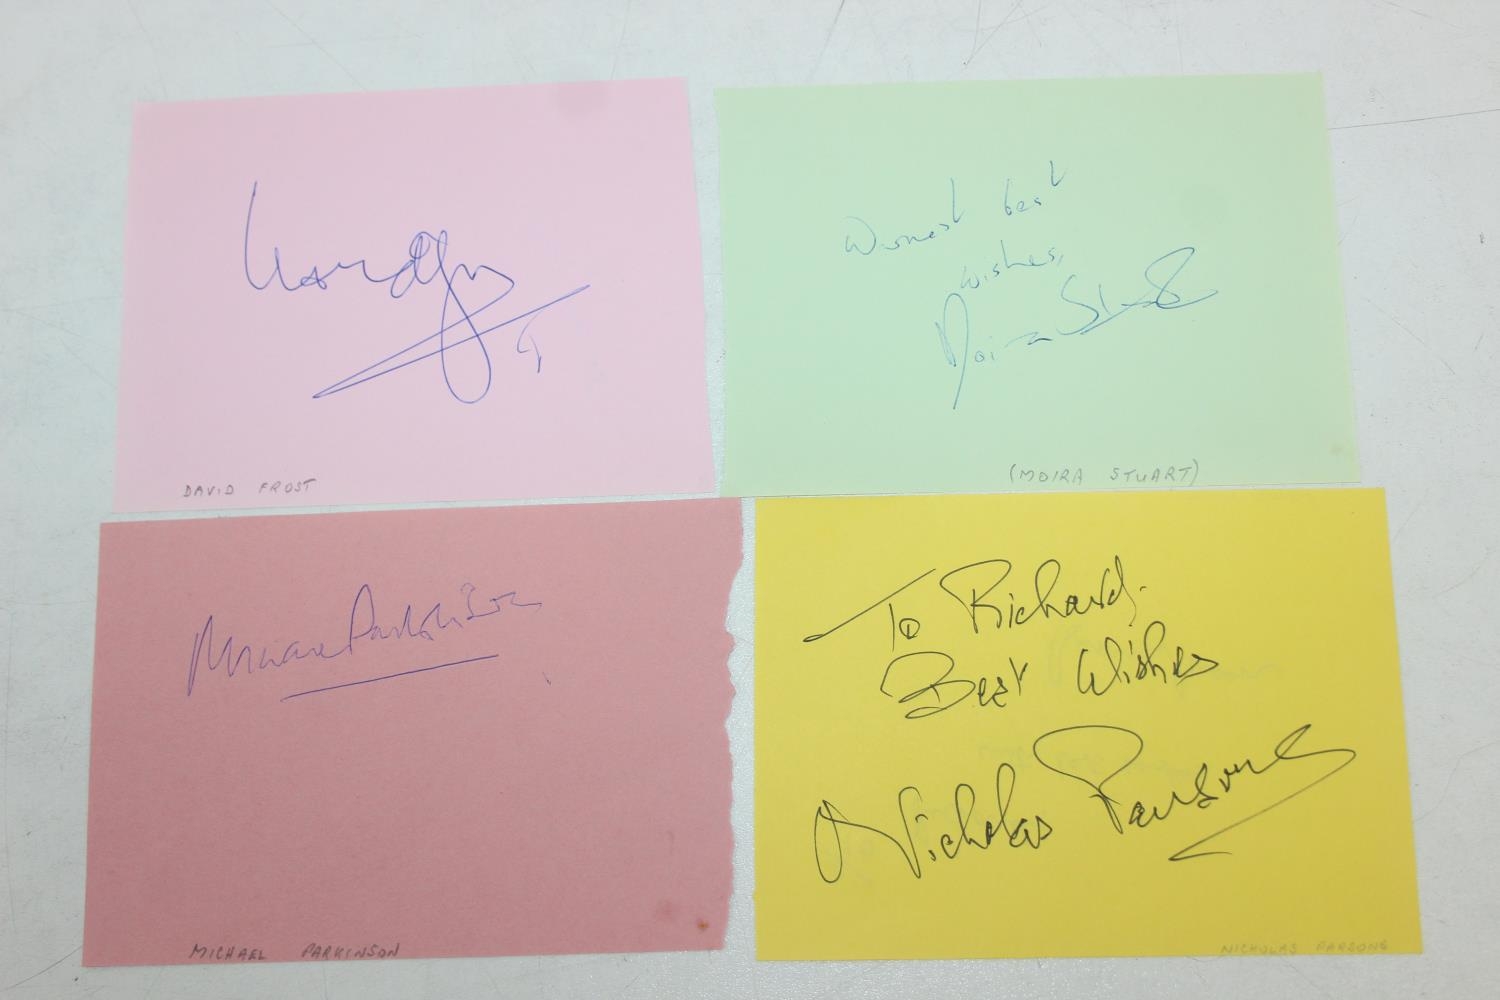 DAVID FROST
Warmest best
wishes,
Moira Stuart
(MOIRA STUART)
Michael Parkinson
MICHAEL PARKINSON
To Richard.
Best Wishes
Nicholas Parsons
NICHOLAS PARSONS